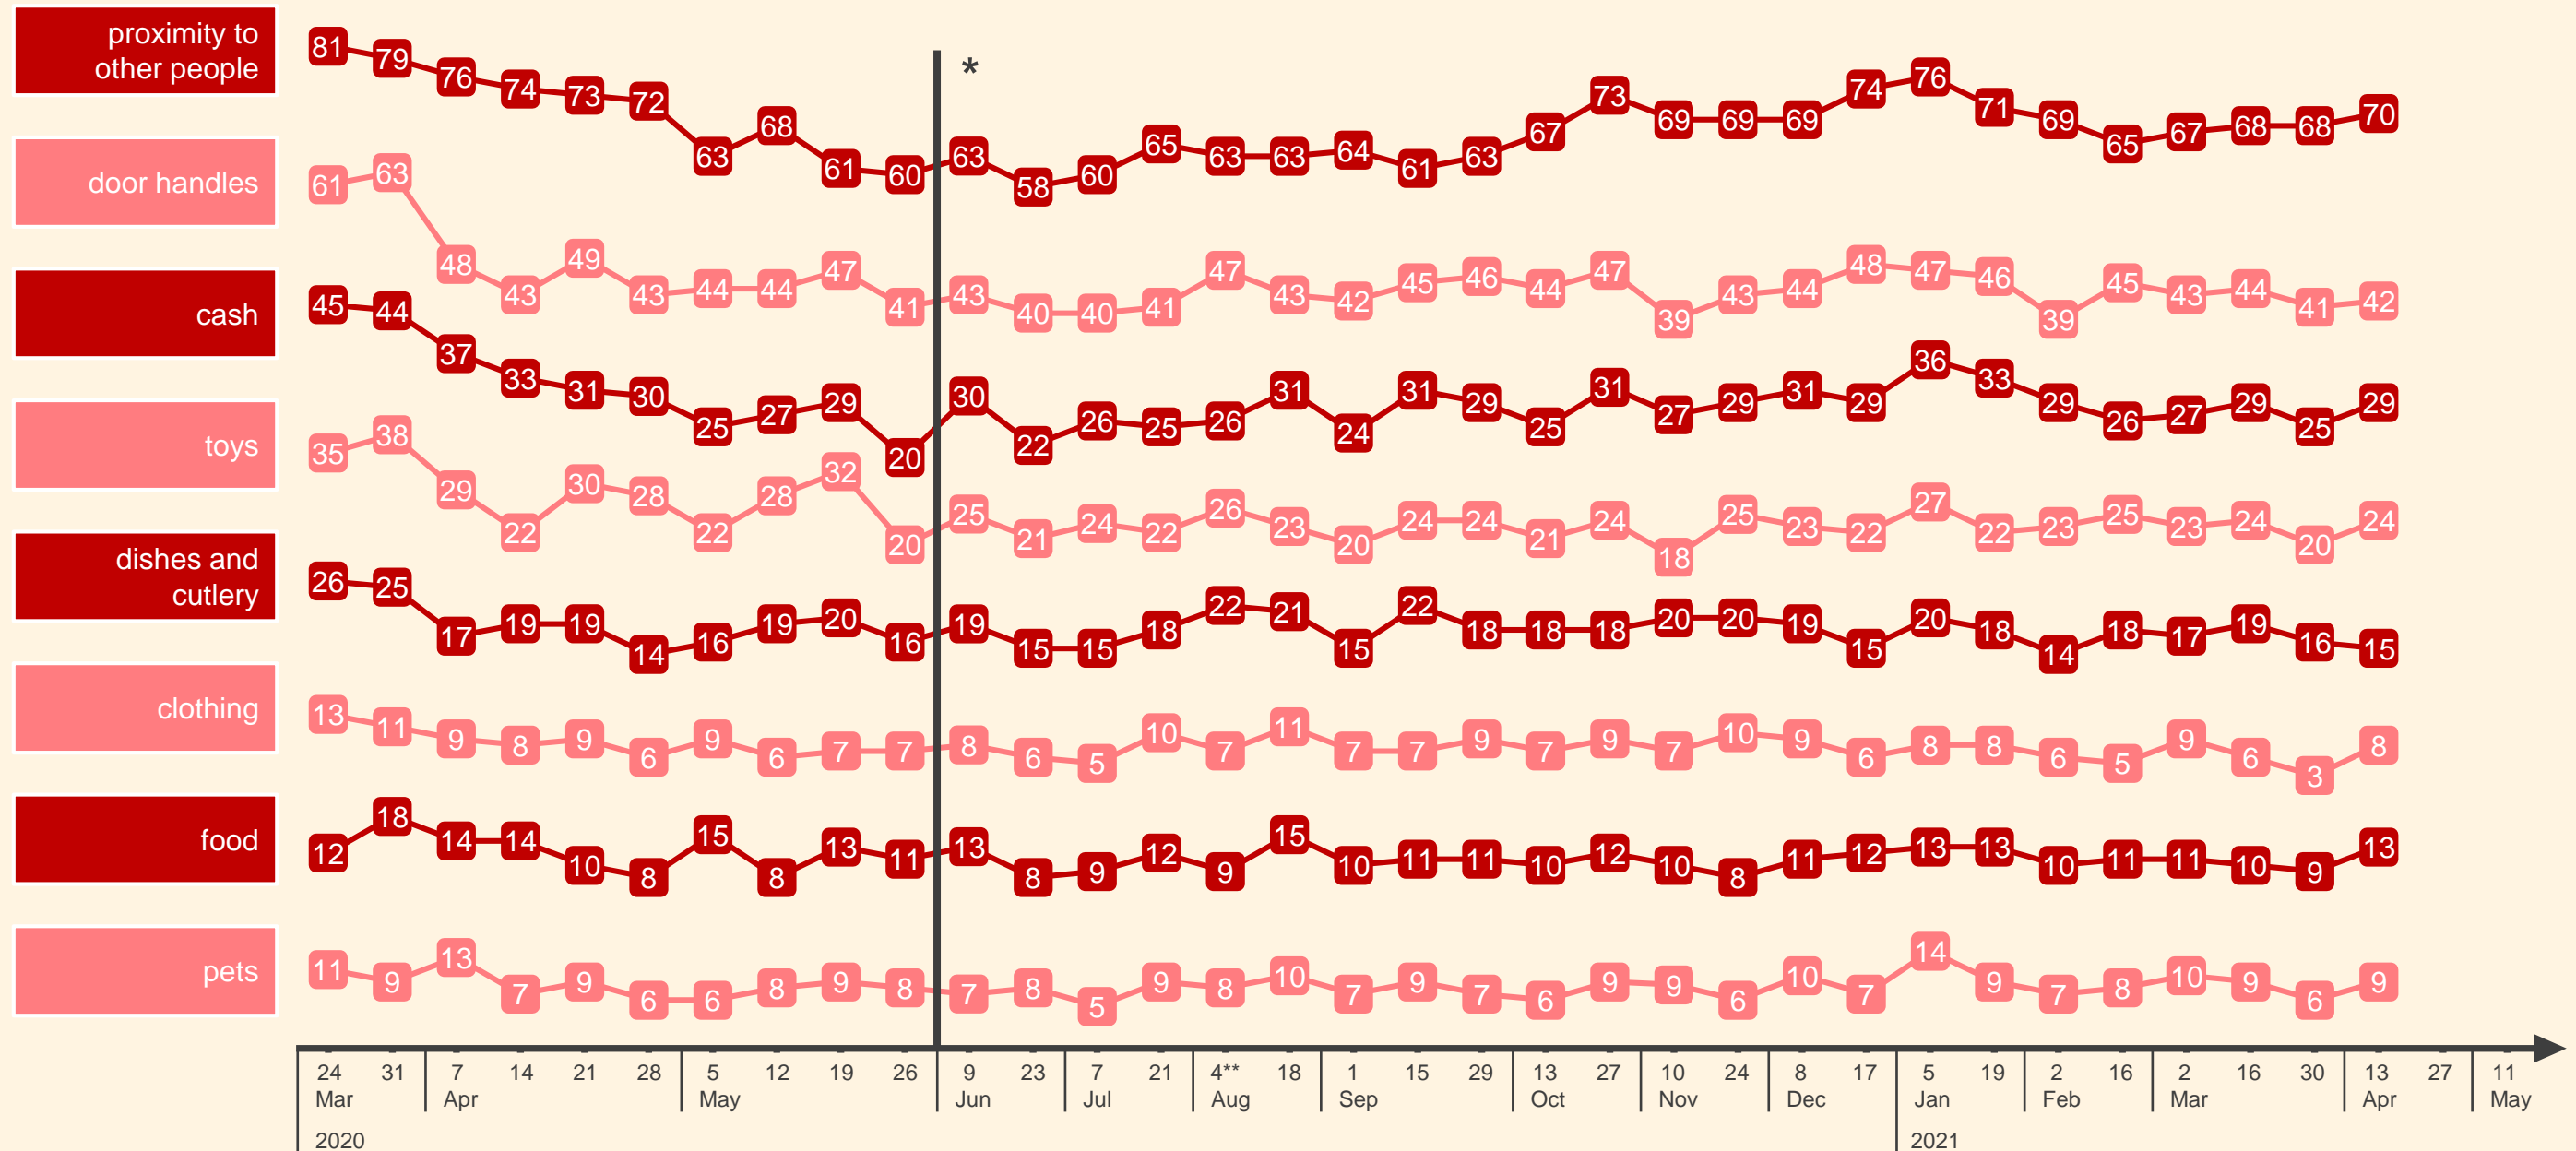 proximity to
other people
81 79 76 74 73 72 63 68 61 60 63 58 60 65 63 63 64 61 63 67 73 69 69 69 74 76 71 69 65 67 68 68 70
*
door handles
61 63 48 43 49 43 44 44 47 41 43 40 40 41 47 43 42 45 46 44 47 39 43 44 48 47 46 39 45 43 44 41 42
cash
45 44 37 33 31 30 25 27 29 20 30 22 26 25 26 31 24 31 29 25 31 27 29 31 29 36 33 29 26 27 29 25 29
toys
35 38 29 22 30 28 22 28 32 20 25 21 24 22 26 23 20 24 24 21 24 18 25 23 22 27 22 23 25 23 24 20 24
dishes and
cutlery
26 25 17 19 19 14 16 19 20 16 19 15 15 18 22 21 15 22 18 18 18 20 20 19 15 20 18 14 18 17 19 16 15
clothing
13 11 9 8 9 6 9 6 7 7 8 6 5 10 7 11 7 7 9 7 9 7 10 9 6 8 8 6 5 9 6 3 8
food
12 18 14 14 10 8 15 8 13 11 13 8 9 12 9 15 10 11 11 10 12 10 8 11 12 13 13 10 11 11 10 9 13
pets
11 9 13 7 9 6 6 8 9 8 7 8 5 9 8 10 7 9 7 6 9 9 6 10 7 14 9 7 8 10 9 6 9
24 31 7 14 21 28 5 12 19 26 9 23 7 21 4** 18 1 15 29 13 27 10 24 8 17 5 19 2 16 2 16 30 13 27 11
Mar Apr May Jun Jul Aug Sep Oct Nov Dec Jan Feb Mar Apr May
2020 2021